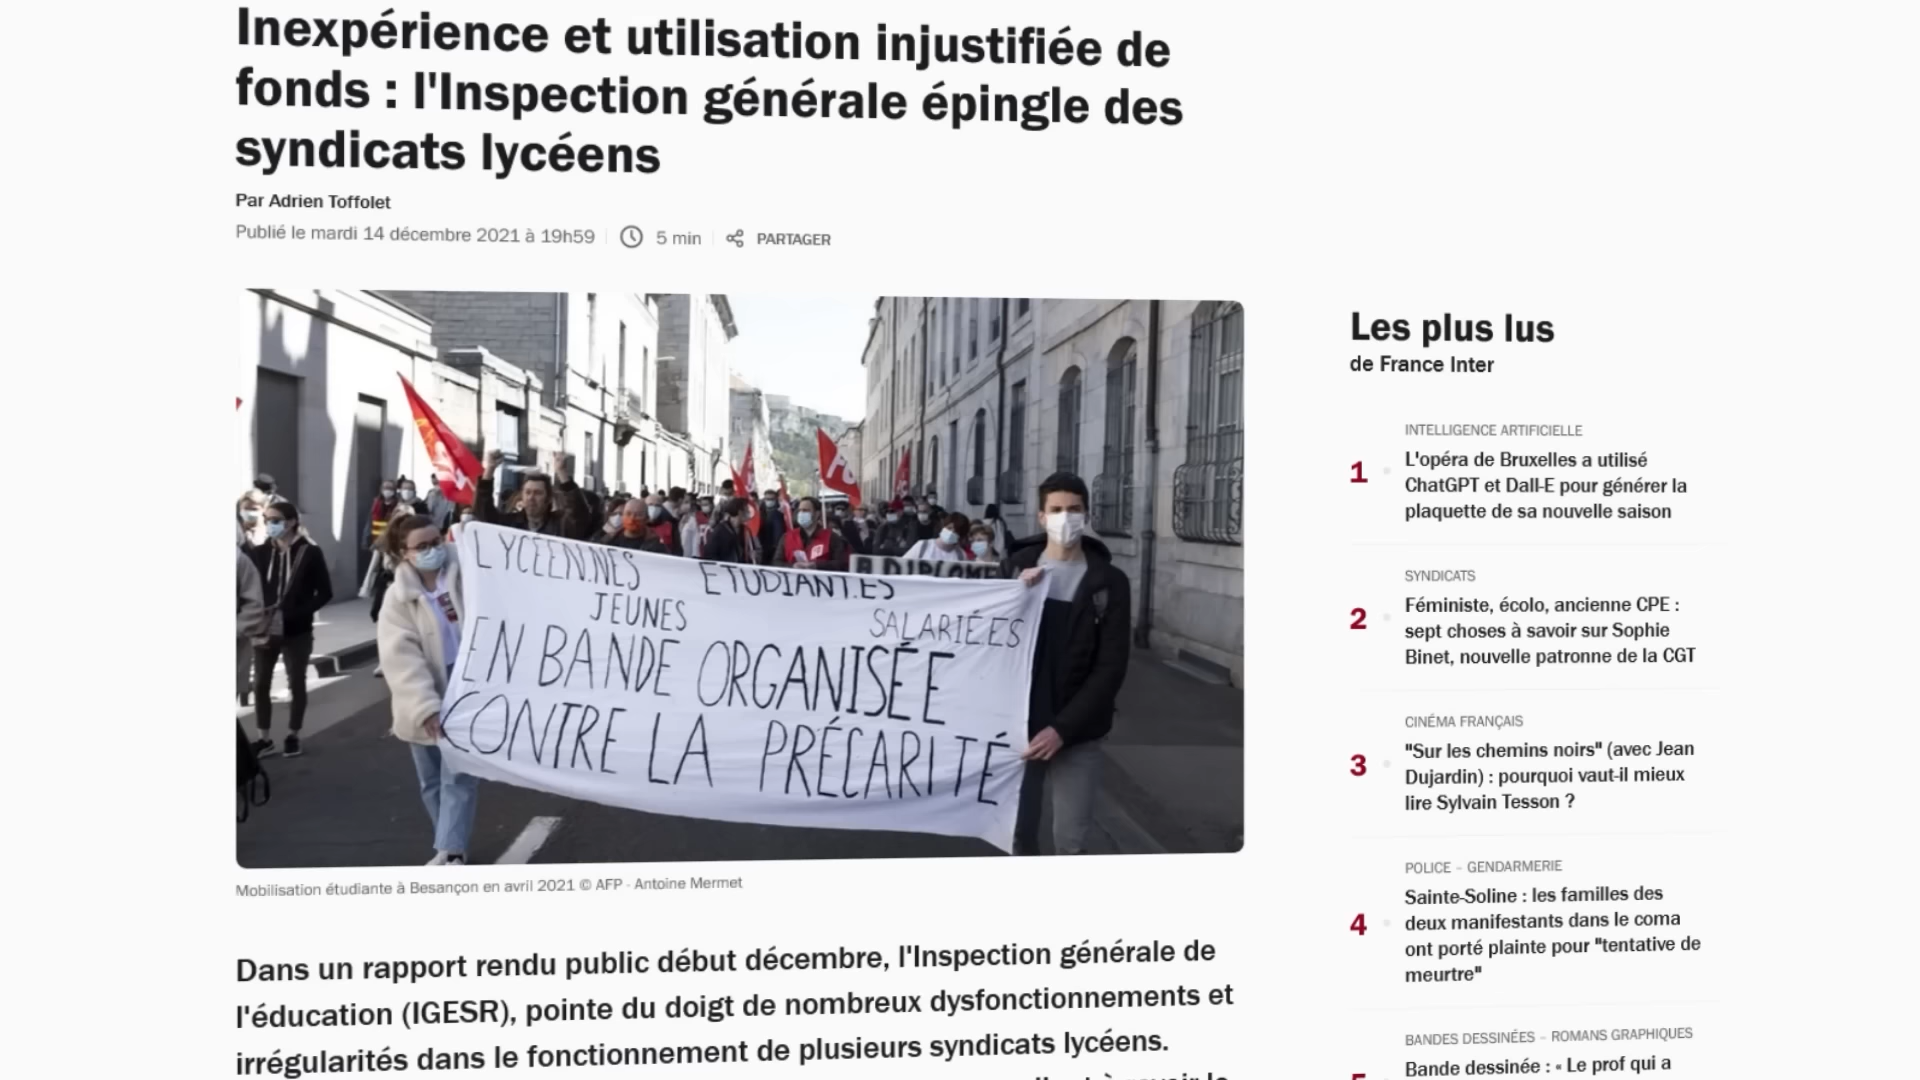 Inexpérience et utilisation injustifiée de
fonds : l'Inspection générale épingle des
syndicats lycéens
Par Adrien Toffolet
Publié le mardi 14 décembre 2021 à 19h59
5 min
PARTAGER
LYCÉEN.NES ÉTUDIANT.ES
JEUNES SALARIÉ.ES
EN BANDE ORGANISÉE
CONTRE LA PRÉCARITÉ
Mobilisation étudiante à Besançon en avril 2021 © AFP - Antoine Mermet
Dans un rapport rendu public début décembre, l'Inspection générale de
l'éducation (IGESR), pointe du doigt de nombreux dysfonctionnements et
irrégularités dans le fonctionnement de plusieurs syndicats lycéens.
Les plus lus
de France Inter
1
INTELLIGENCE ARTIFICIELLE
L'opéra de Bruxelles a utilisé
ChatGPT et Dall-E pour générer la
plaquette de sa nouvelle saison
2
SYNDICATS
Féministe, écolo, ancienne CPE :
sept choses à savoir sur Sophie
Binet, nouvelle patronne de la CGT
3
CINÉMA FRANÇAIS
"Sur les chemins noirs" (avec Jean
Dujardin) : pourquoi vaut-il mieux
lire Sylvain Tesson ?
4
POLICE - GENDARMERIE
Sainte-Soline : les familles des
deux manifestants dans le coma
ont porté plainte pour "tentative de
meurtre"
BANDES DESSINÉES - ROMANS GRAPHIQUES
Bande dessinée : « Le prof qui a